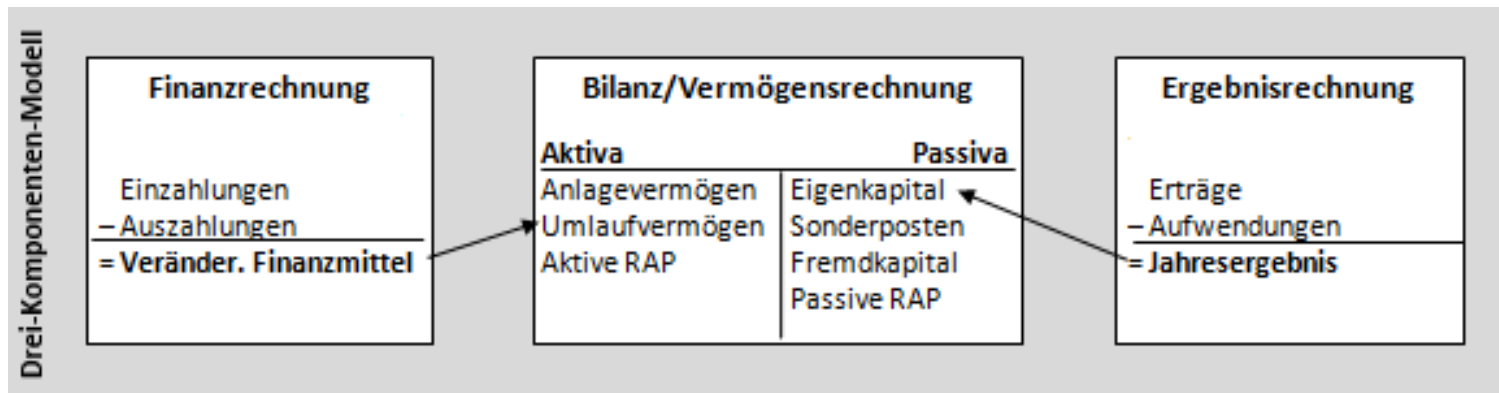 Drei-Komponenten-Modell
Finanzrechnung
Einzahlungen
– Auszahlungen
= Veränder. Finanzmittel
Bilanz/Vermögensrechnung
Aktiva Passiva
Anlagevermögen Eigenkapital
Umlaufvermögen Sonderposten
Aktive RAP Fremdkapital
Passive RAP
Ergebnisrechnung
Erträge
– Aufwendungen
= Jahresergebnis